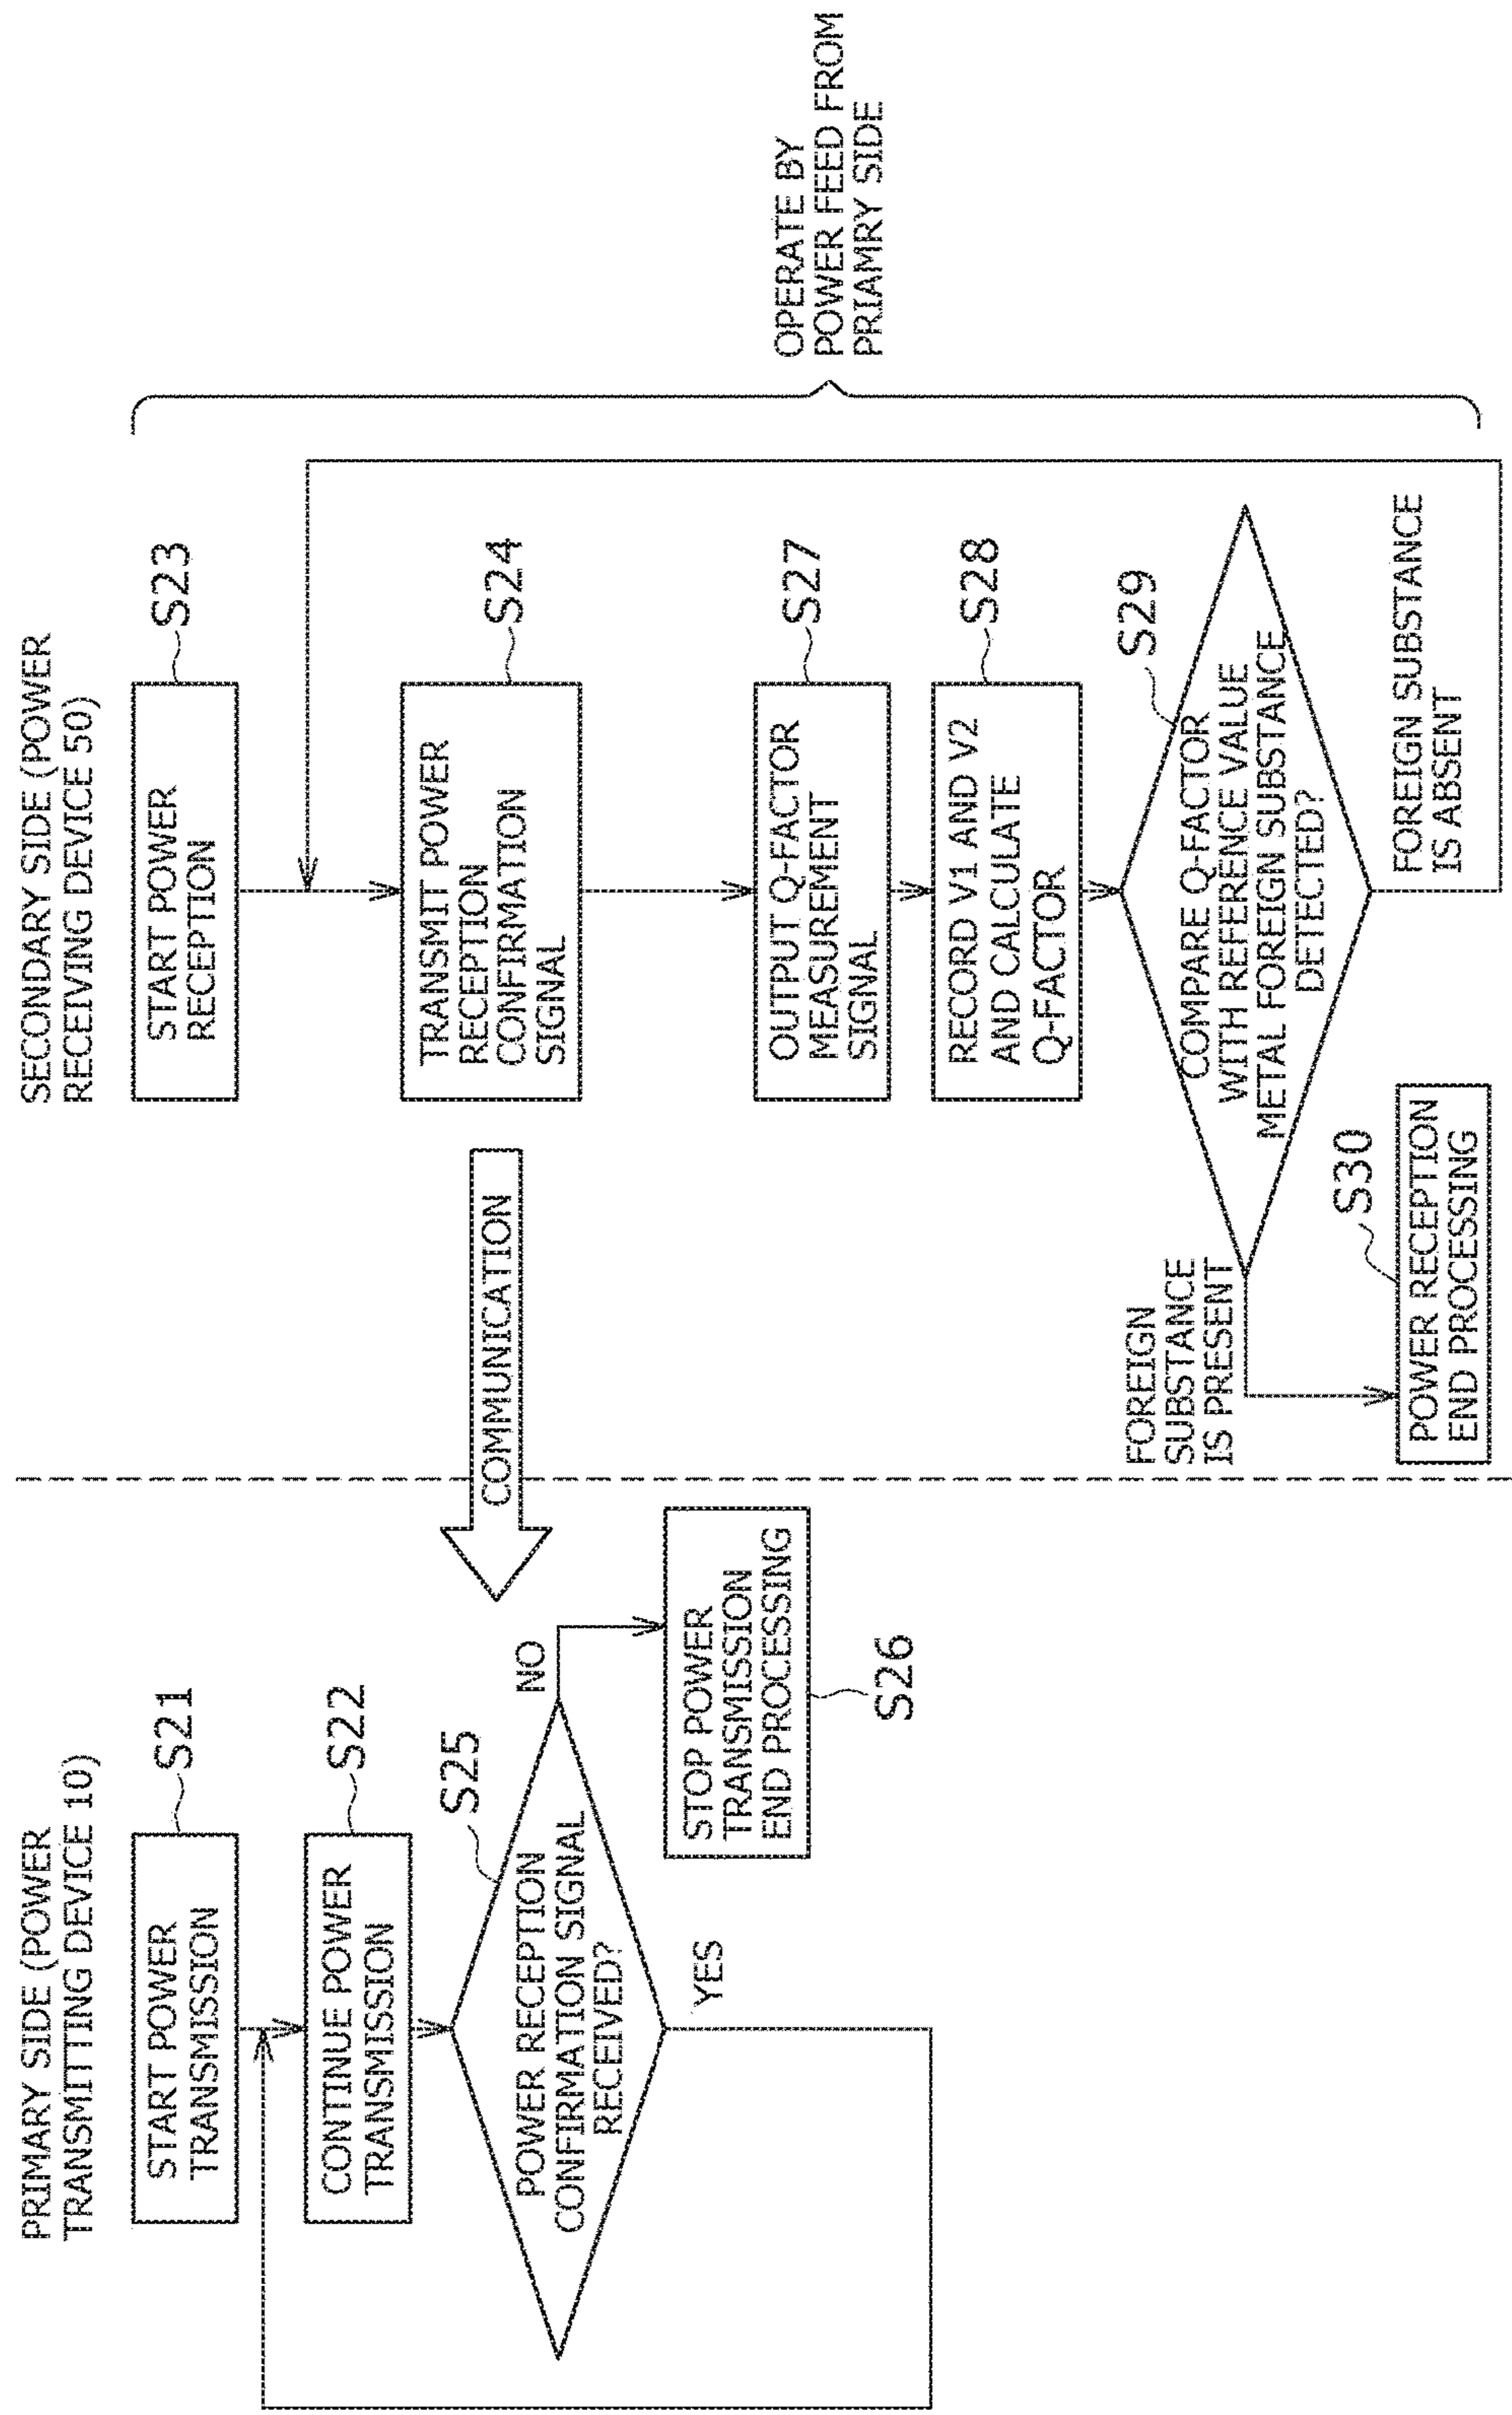 PRIMARY SIDE (POWER
TRANSMITTING DEVICE 10)
START POWER
TRANSMISSION
S21
CONTINUE POWER
TRANSMISSION
S22
POWER RECEPTION
CONFIRMATION SIGNAL
RECEIVED?
S25
NO
YES
STOP POWER
TRANSMISSION
END PROCESSING
S26
COMMUNICATION
SECONDARY SIDE (POWER
RECEIVING DEVICE 50)
START POWER
RECEPTION
S23
TRANSMIT POWER
RECEPTION
CONFIRMATION
SIGNAL
S24
OUTPUT Q-FACTOR
MEASUREMENT
SIGNAL
S27
RECORD V1 AND V2
AND CALCULATE
Q-FACTOR
S28
COMPARE Q-FACTOR
WITH REFERENCE VALUE
METAL FOREIGN SUBSTANCE
DETECTED?
S29
FOREIGN
SUBSTANCE
IS PRESENT
S30
POWER RECEPTION
END PROCESSING
FOREIGN SUBSTANCE
IS ABSENT
OPERATE BY
POWER FEED FROM
PRIAMRY SIDE